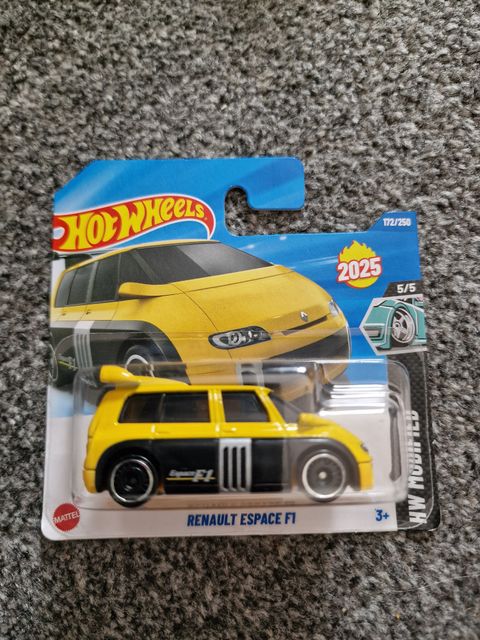 HOT WHEELS
172/250
2025
5/5
HW MODIFIED
Espace F1
MATTEL
RENAULT ESPACE F1
3+